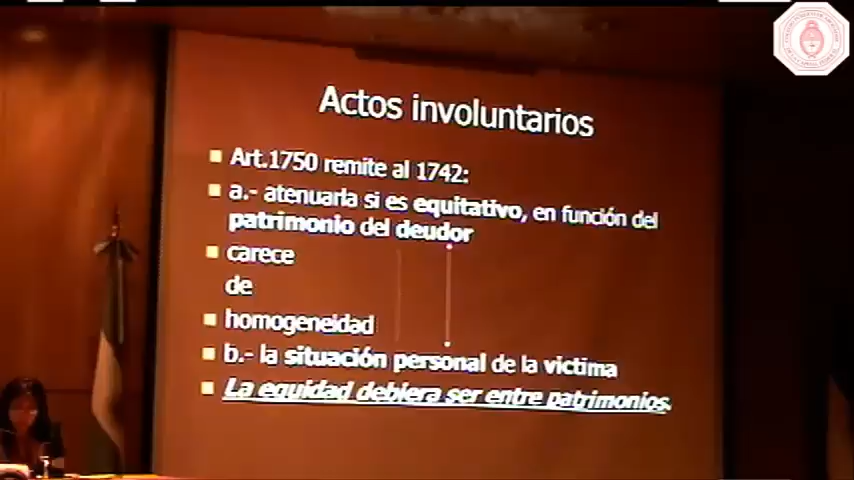 Actos involuntarios
Art.1750 remite al 1742:
a.- atenuarla si es equitativo, en función del
patrimonio del deudor
carece
de
homogeneidad
b.- la situación personal de la victima
La equidad debiera ser entre patrimonios.